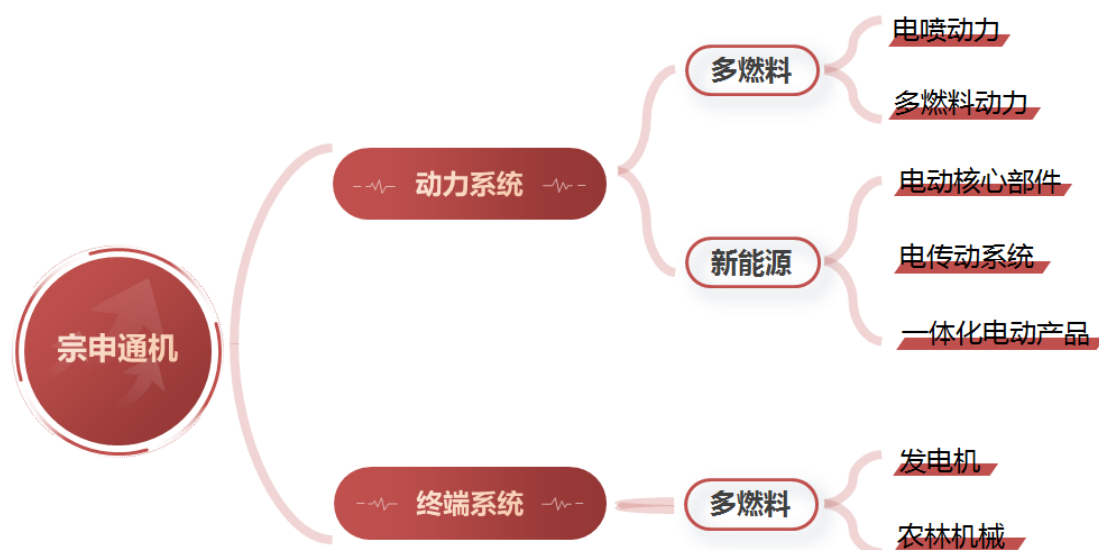 宗申通机
动力系统
多燃料
电喷动力
多燃料动力
新能源
电动核心部件
电传动系统
一体化电动产品
终端系统
多燃料
发电机
农林机械